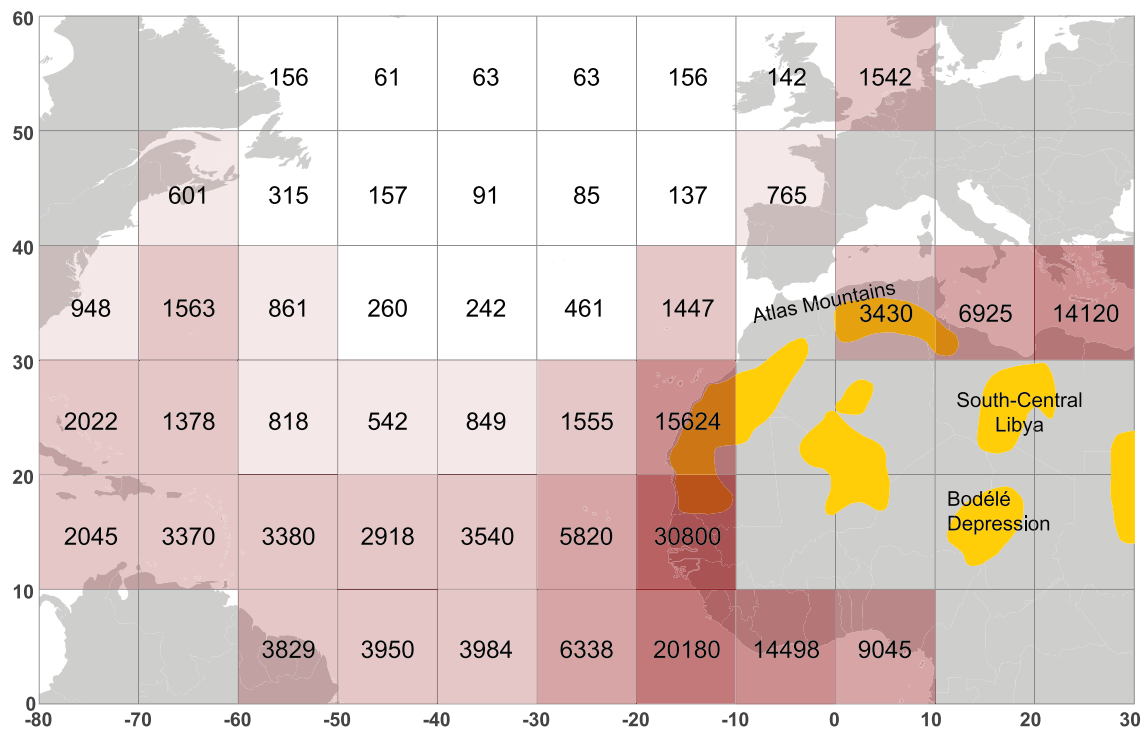 60
156 61 63 63 156 142 1542
50
601 315 157 91 85 137 765
40
948 1563 861 260 242 461 1447 Atlas Mountains 3430 6925 14120
30
2022 1378 818 542 849 1555 15624 South-Central
Libya
20
2045 3370 3380 2918 3540 5820 30800 Bodélé
Depression
10
3829 3950 3984 6338 20180 14498 9045
0
-80 -70 -60 -50 -40 -30 -20 -10 0 10 20 30